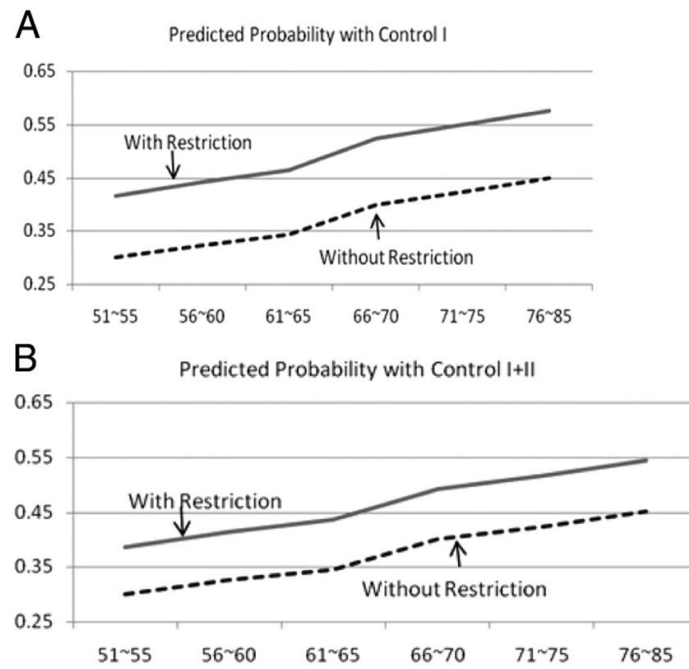 A
Predicted Probability with Control I
0.65
0.55
With Restriction
0.45
0.35
Without Restriction
0.25
51~55 56~60 61~65 66~70 71~75 76~85
B
Predicted Probability with Control I+II
0.65
0.55
With Restriction
0.45
0.35
Without Restriction
0.25
51~55 56~60 61~65 66~70 71~75 76~85